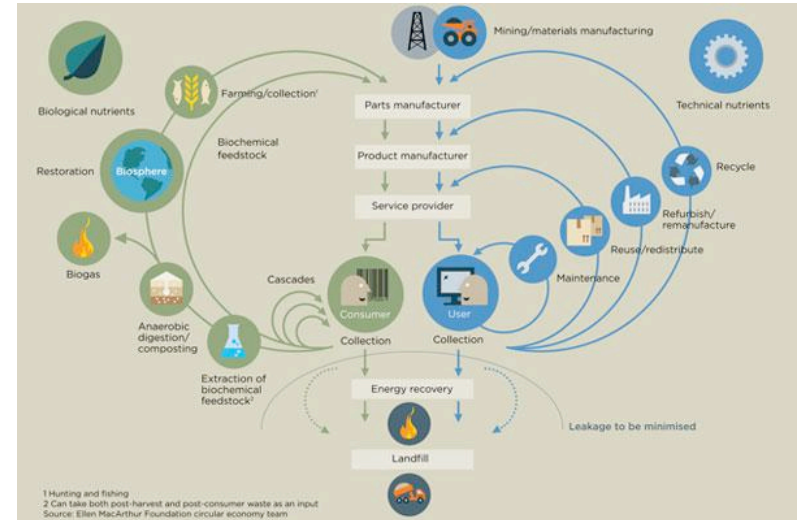 Mining/materials manufacturing
Biological nutrients
Technical nutrients
Farming/collection¹
Parts manufacturer
Biochemical
feedstock
Product manufacturer
Restoration
Biosphere
Recycle
Service provider
Refurbish/
remanufacture
Reuse/redistribute
Biogas
Cascades
Maintenance
Consumer
User
Anaerobic
digestion/
composting
Collection
Collection
Extraction of
biochemical
feedstock²
Energy recovery
Leakage to be minimised
Landfill
1 Hunting and fishing
2 Can take both post-harvest and post-consumer waste as an input
Source: Ellen MacArthur Foundation circular economy team